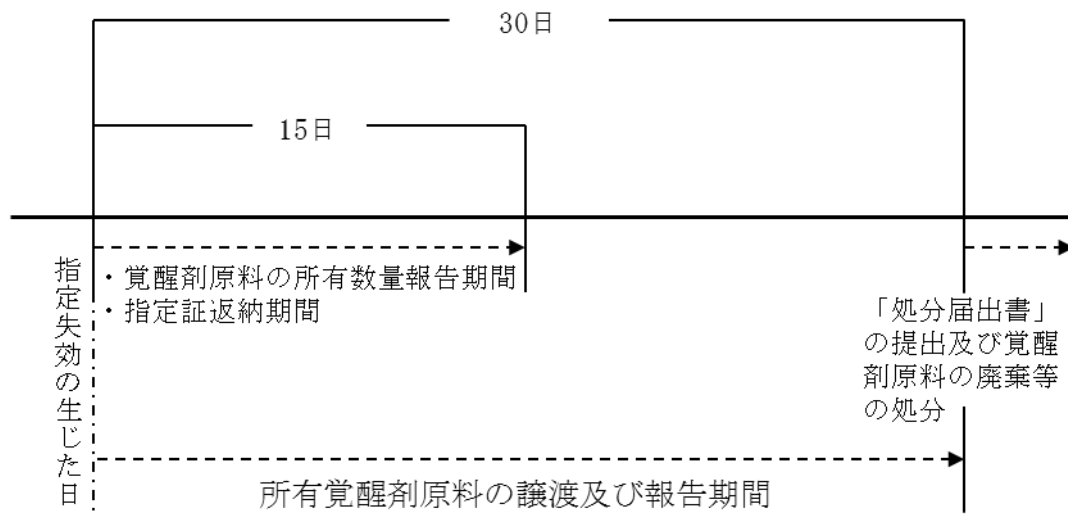 30日
15日
指定失効の生じた日
・覚醒剤原料の所有数量報告期間
・指定証返納期間
「処分届出書」
の提出及び覚醒
剤原料の廃棄等
の処分
所有覚醒剤原料の譲渡及び報告期間